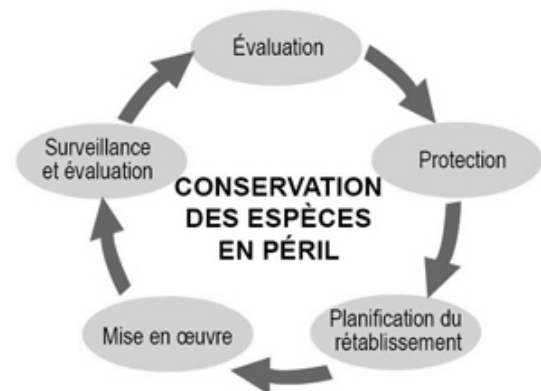 Évaluation
Protection
Planification du
rétablissement
Mise en œuvre
Surveillance
et évaluation
CONSERVATION
DES ESPÈCES
EN PÉRIL